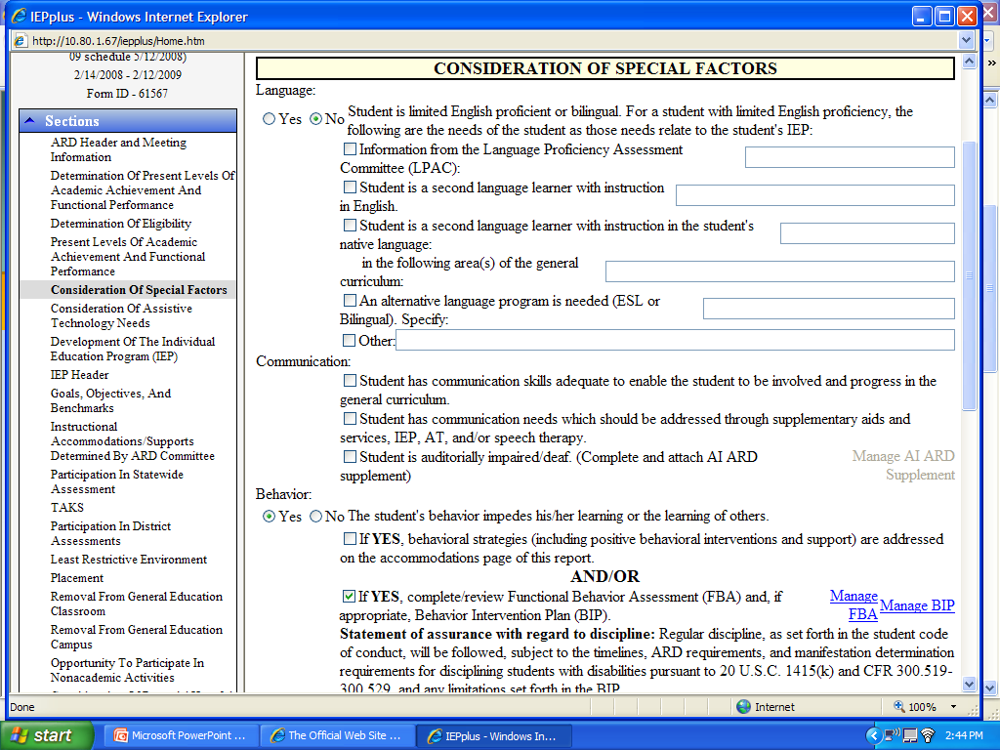 IEPplus - Windows Internet Explorer
http://10.80.1.67/iepplus/Home.htm
09 schedule 5/12/2008)
2/14/2008 - 2/12/2009
Form ID - 61567
Sections
ARD Header and Meeting
Information
Determination Of Present Levels Of
Academic Achievement And
Functional Performance
Determination Of Eligibility
Present Levels Of Academic
Achievement And Functional
Performance
Consideration Of Special Factors
Consideration Of Assistive
Technology Needs
Development Of The Individual
Education Program (IEP)
IEP Header
Goals, Objectives, And
Benchmarks
Instructional
Accommodations/Supports
Determined By ARD Committee
Participation In Statewide
Assessment
TAKS
Participation In District
Assessments
Least Restrictive Environment
Placement
Removal From General Education
Classroom
Removal From General Education
Campus
Opportunity To Participate In
Nonacademic Activities
CONSIDERATION OF SPECIAL FACTORS
Language:
Yes No Student is limited English proficient or bilingual. For a student with limited English proficiency, the
following are the needs of the student as those needs relate to the student's IEP:
Information from the Language Proficiency Assessment
Committee (LPAC):
Student is a second language learner with instruction
in English.
Student is a second language learner with instruction in the student's
native language:
in the following area(s) of the general
curriculum:
An alternative language program is needed (ESL or
Bilingual). Specify:
Other:
Communication:
Student has communication skills adequate to enable the student to be involved and progress in the
general curriculum.
Student has communication needs which should be addressed through supplementary aids and
services, IEP, AT, and/or speech therapy.
Student is auditorially impaired/deaf. (Complete and attach AI ARD
supplement)
Manage AI ARD
Supplement
Behavior:
Yes No The student's behavior impedes his/her learning or the learning of others.
If YES, behavioral strategies (including positive behavioral interventions and support) are addressed
on the accommodations page of this report.
AND/OR
If YES, complete/review Functional Behavior Assessment (FBA) and, if
appropriate, Behavior Intervention Plan (BIP).
Manage
FBA
Manage BIP
Statement of assurance with regard to discipline: Regular discipline, as set forth in the student code
of conduct, will be followed, subject to the timelines, ARD requirements, and manifestation determination
requirements for disciplining students with disabilities pursuant to 20 U.S.C. 1415(k) and CFR 300.519-
300.529, and any limitations set forth in the BIP.
Done
Internet
100%
start
Microsoft PowerPoint ...
The Official Web Site ...
IEPplus - Windows In...
2:44 PM